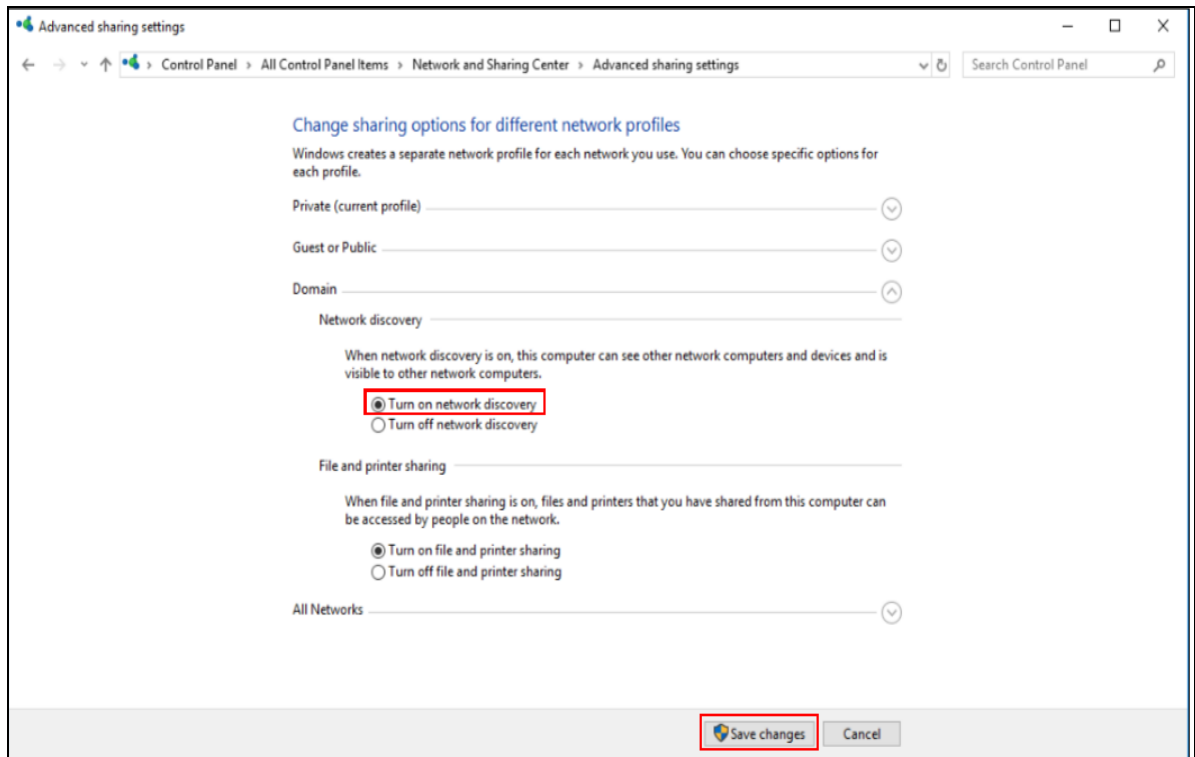 Advanced sharing settings
Control Panel > All Control Panel Items > Network and Sharing Center > Advanced sharing settings
Search Control Panel
Change sharing options for different network profiles
Windows creates a separate network profile for each network you use. You can choose specific options for
each profile.
Private (current profile)
Guest or Public
Domain
Network discovery
When network discovery is on, this computer can see other network computers and devices and is
visible to other network computers.
Turn on network discovery
Turn off network discovery
File and printer sharing
When file and printer sharing is on, files and printers that you have shared from this computer can
be accessed by people on the network.
Turn on file and printer sharing
Turn off file and printer sharing
All Networks
Save changes
Cancel